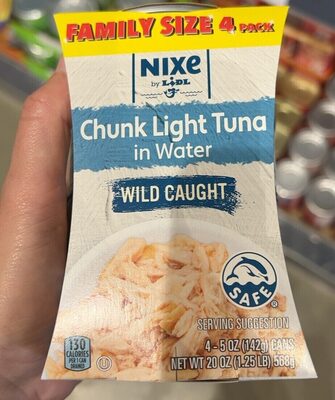 FAMILY SIZE 4 PACK
NIXE
by LIDL
Chunk Light Tuna
in Water
WILD CAUGHT
SAFE
SERVING SUGGESTION
4 - 5 OZ (142g) CANS
NET WT 20 OZ (1.25 LB) 568g
130
CALORIES
PER 1 CAN
DRAINED
U